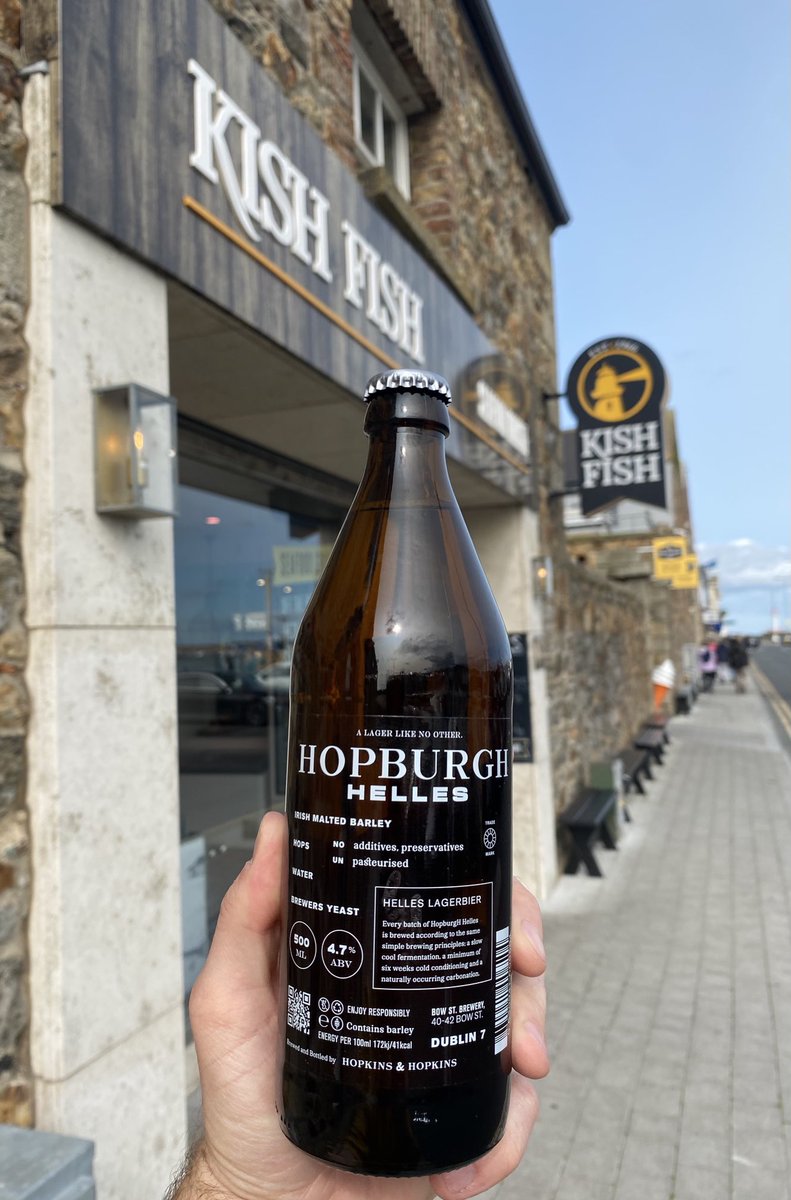 KISH FISH
KISH
FISH
SEAFOOD
A LAGER LIKE NO OTHER.
HOPBURGH
HELLES
IRISH MALTED BARLEY
HOPS
NO additives, preservatives
UN pasteurised
WATER
BREWERS YEAST
TRADE
MARK
500
ML
4.7%
ABV
HELLES LAGERBIER
Every batch of HopburgH Helles
is brewed according to the same
simple brewing principles: a slow
cool fermentation, a minimum of
six weeks cold conditioning and a
naturally occurring carbonation.
ENJOY RESPONSIBLY
Contains barley
ENERGY PER 100ml 172kj/41kcal
BOW ST. BREWERY,
40-42 BOW ST.
DUBLIN 7
Brewed and Bottled by HOPKINS & HOPKINS